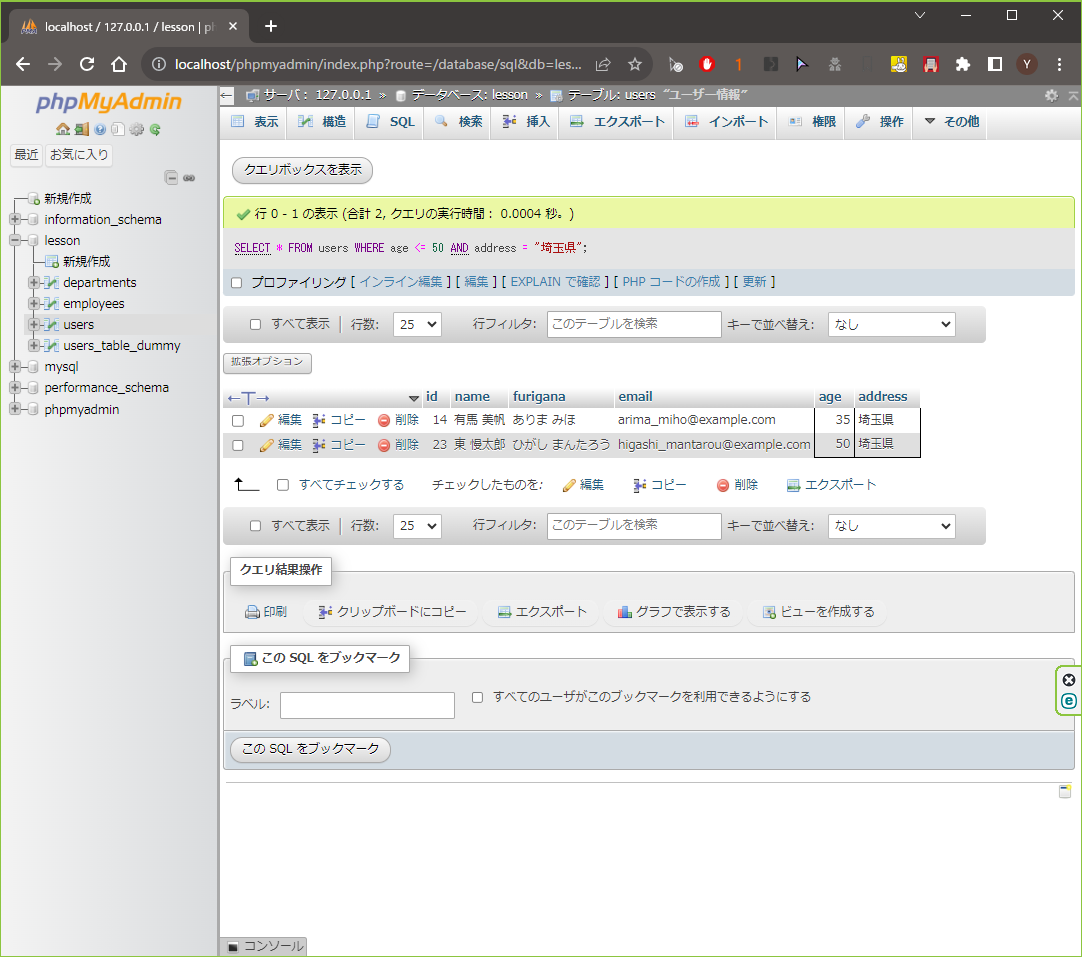 localhost / 127.0.0.1 / lesson | ph
localhost/phpmyadmin/index.php?route=/database/sql&db=les...
1
Y
phpMyAdmin
最近 お気に入り
新規作成
information_schema
lesson
新規作成
departments
employees
users
users_table_dummy
mysql
performance_schema
phpmyadmin
サーバ: 127.0.0.1 » データベース: lesson » テーブル: users "ユーザー情報"
表示 構造 SQL 検索 挿入 エクスポート インポート 権限 操作 その他
クエリボックスを表示
行 0 - 1 の表示 (合計 2, クエリの実行時間： 0.0004 秒。)
SELECT * FROM users WHERE age <= 50 AND address = "埼玉県";
プロファイリング [ インライン編集 ] [ 編集 ] [ EXPLAIN で確認 ] [ PHP コードの作成 ] [ 更新 ]
すべて表示 行数: 25 行フィルタ: このテーブルを検索 キーで並べ替え: なし
拡張オプション
←T→ id name furigana email age address
編集 コピー 削除 14 有馬 美帆 ありま みほ arima_miho@example.com 35 埼玉県
編集 コピー 削除 23 東 慢太郎 ひがし まんたろう higashi_mantarou@example.com 50 埼玉県
すべてチェックする チェックしたものを: 編集 コピー 削除 エクスポート
すべて表示 行数: 25 行フィルタ: このテーブルを検索 キーで並べ替え: なし
クエリ結果操作
印刷 クリップボードにコピー エクスポート グラフで表示する ビューを作成する
この SQL をブックマーク
ラベル: すべてのユーザがこのブックマークを利用できるようにする
この SQL をブックマーク
コンソール